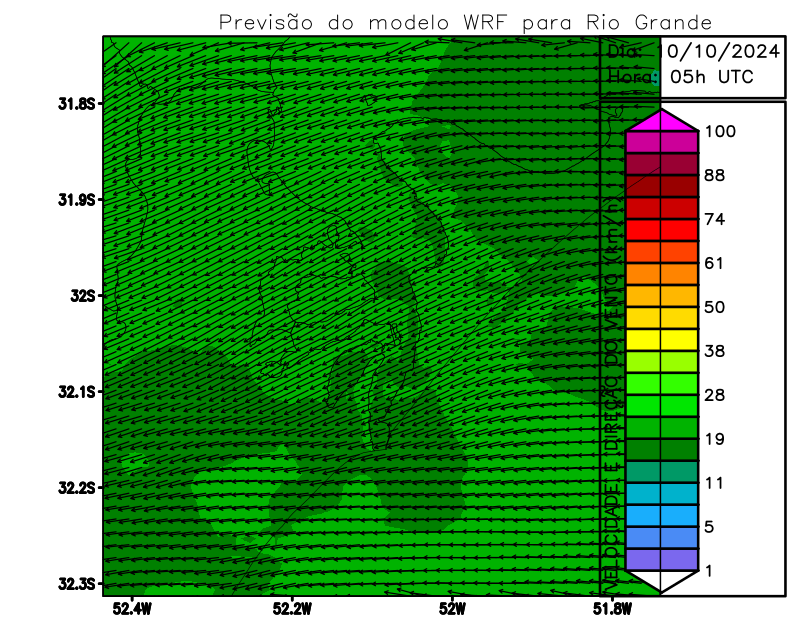 Previsão do modelo WRF para Rio Grande
Dia: 10/10/2024
Hora: 05h UTC
31.8S
31.9S
32S
32.1S
32.2S
32.3S
52.4W
52.2W
52W
51.8W
VELOCIDADE E DIREÇÃO DO VENTO (km/h)
100
88
74
61
50
38
28
19
11
5
1